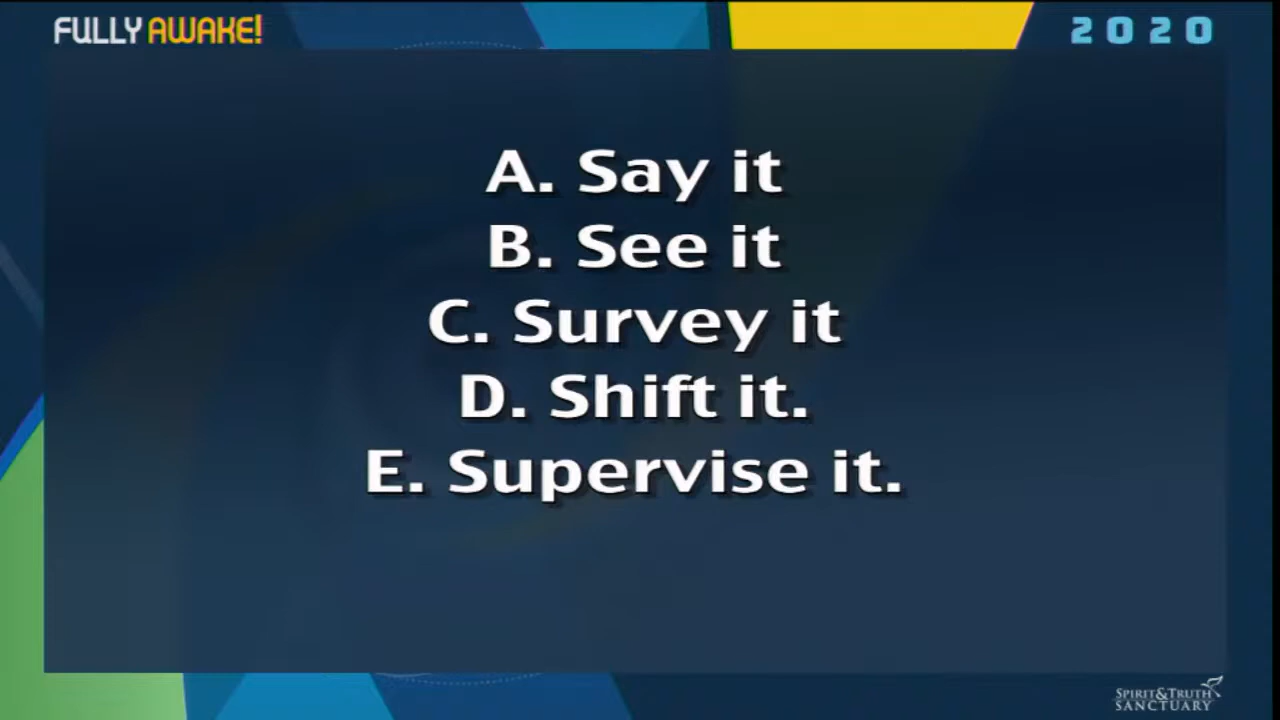 FULLY AWAKE!
2020
A. Say it
B. See it
C. Survey it
D. Shift it.
E. Supervise it.
SPIRIT&TRUTH
SANCTUARY